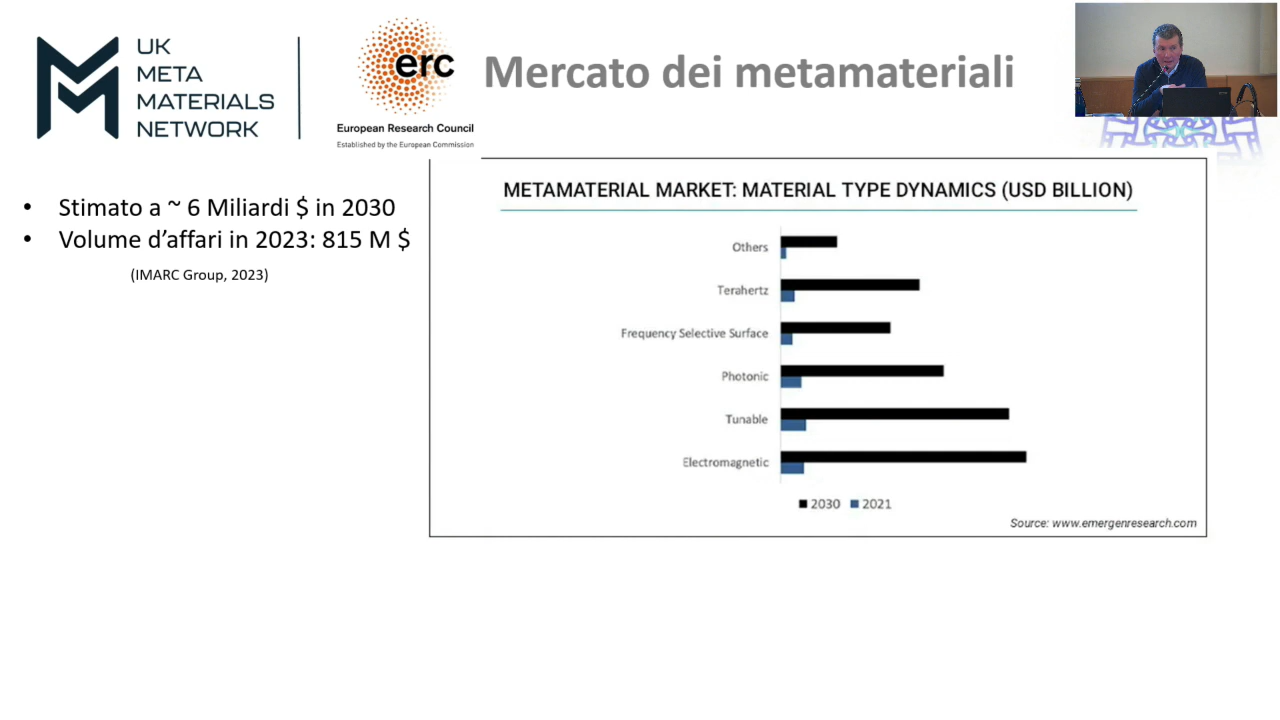 UK
META
MATERIALS
NETWORK
erc
European Research Council
Established by the European Commission
Mercato dei metamateriali
• Stimato a ~ 6 Miliardi $ in 2030
• Volume d’affari in 2023: 815 M $
(IMARC Group, 2023)
METAMATERIAL MARKET: MATERIAL TYPE DYNAMICS (USD BILLION)
Others
Terahertz
Frequency Selective Surface
Photonic
Tunable
Electromagnetic
2030 2021
Source: www.emergenresearch.com